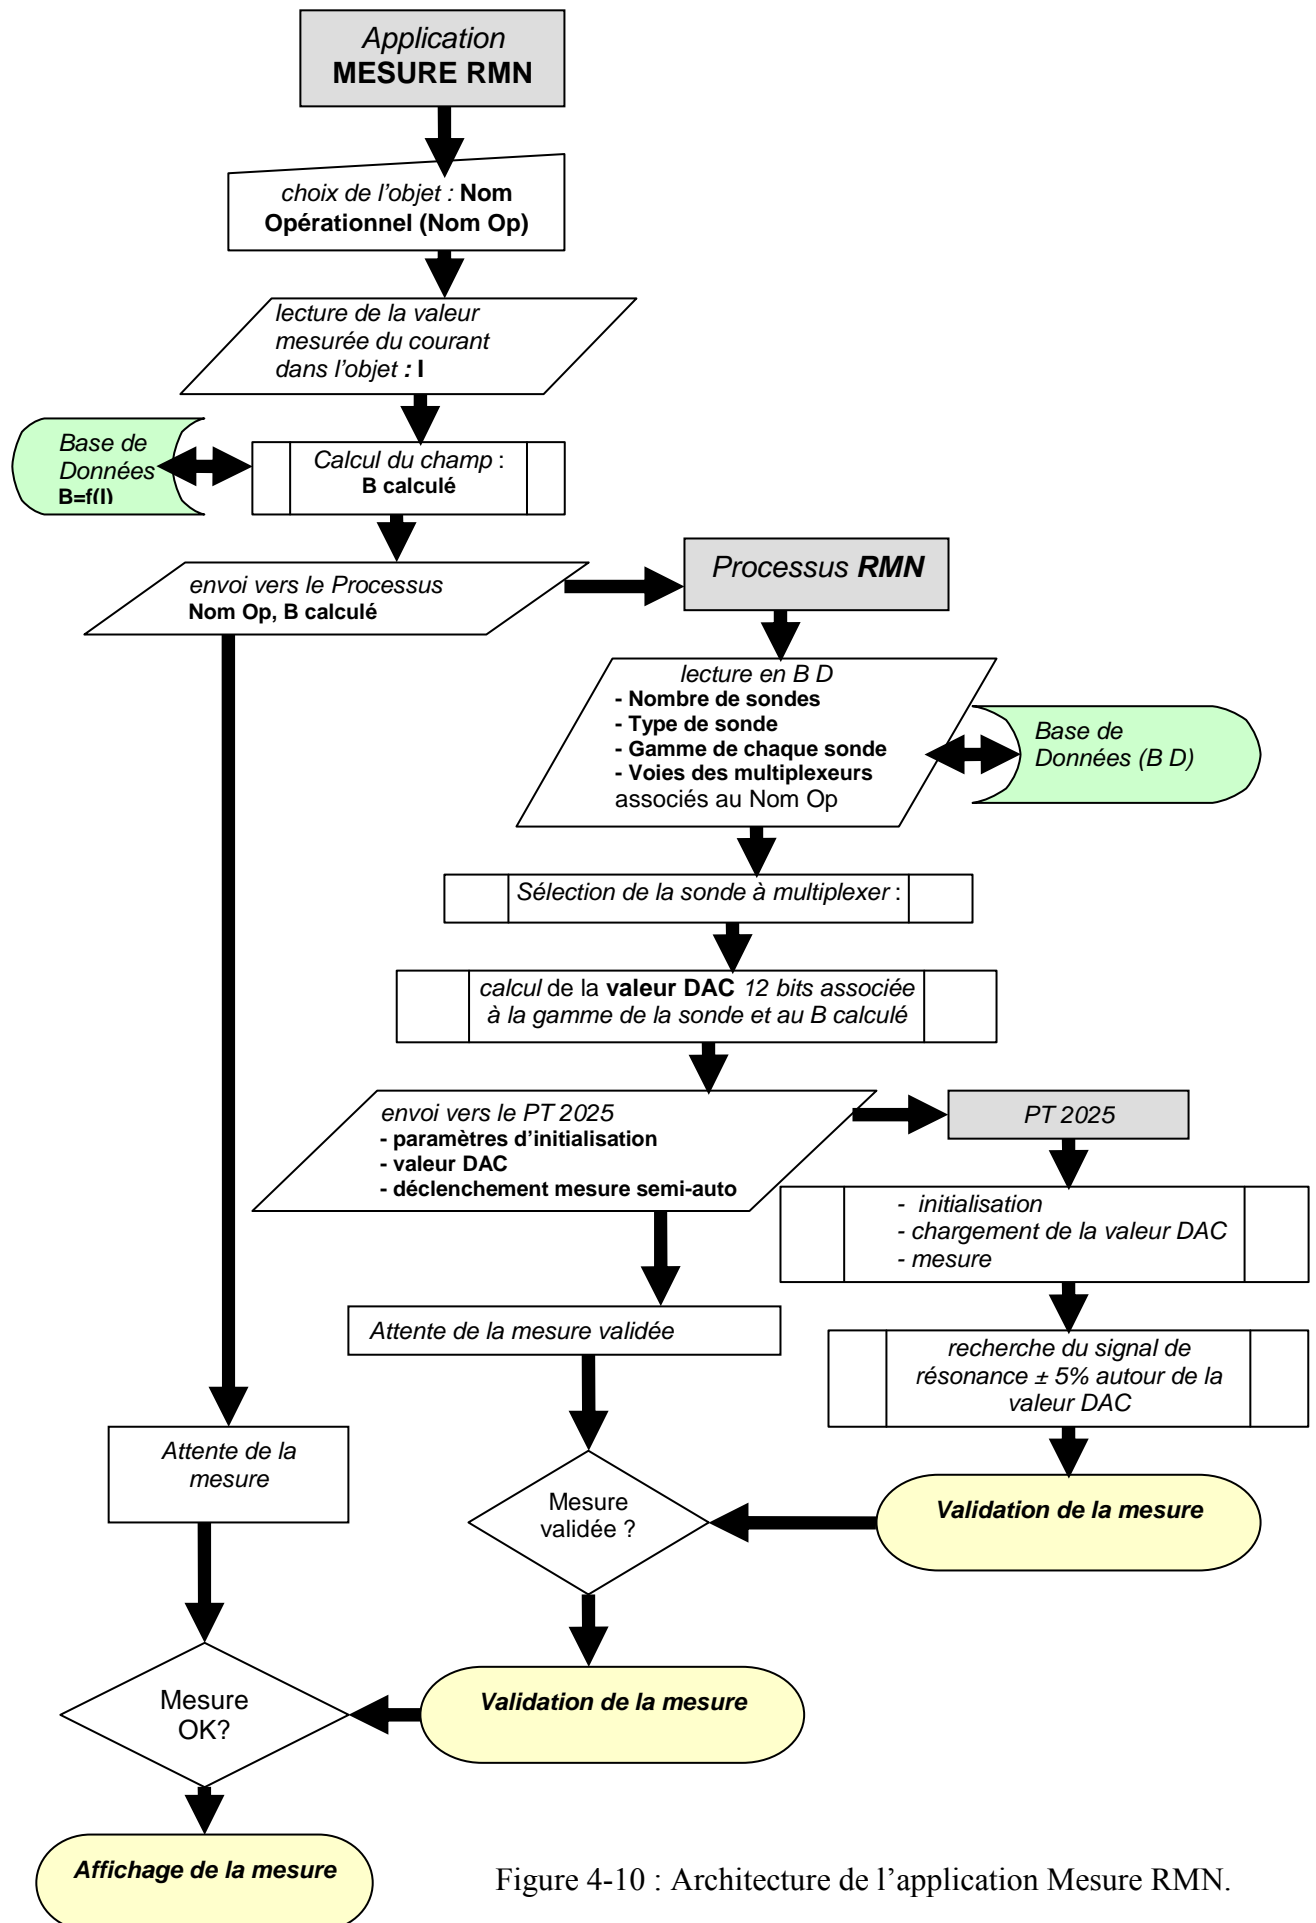 Application
MESURE RMN
choix de l’objet : Nom
Opérationnel (Nom Op)
lecture de la valeur
mesurée du courant
dans l’objet : I
Base de
Données
B=f(I)
Calcul du champ :
B calculé
envoi vers le Processus
Nom Op, B calculé
Processus RMN
lecture en B D
- Nombre de sondes
- Type de sonde
- Gamme de chaque sonde
- Voies des multiplexeurs
associés au Nom Op
Base de
Données (B D)
Sélection de la sonde à multiplexer :
calcul de la valeur DAC 12 bits associée
à la gamme de la sonde et au B calculé
envoi vers le PT 2025
- paramètres d’initialisation
- valeur DAC
- déclenchement mesure semi-auto
PT 2025
- initialisation
- chargement de la valeur DAC
- mesure
Attente de la mesure validée
recherche du signal de
résonance ± 5% autour de la
valeur DAC
Attente de la
mesure
Mesure
validée ?
Validation de la mesure
Mesure
OK?
Validation de la mesure
Affichage de la mesure
Figure 4-10 : Architecture de l’application Mesure RMN.